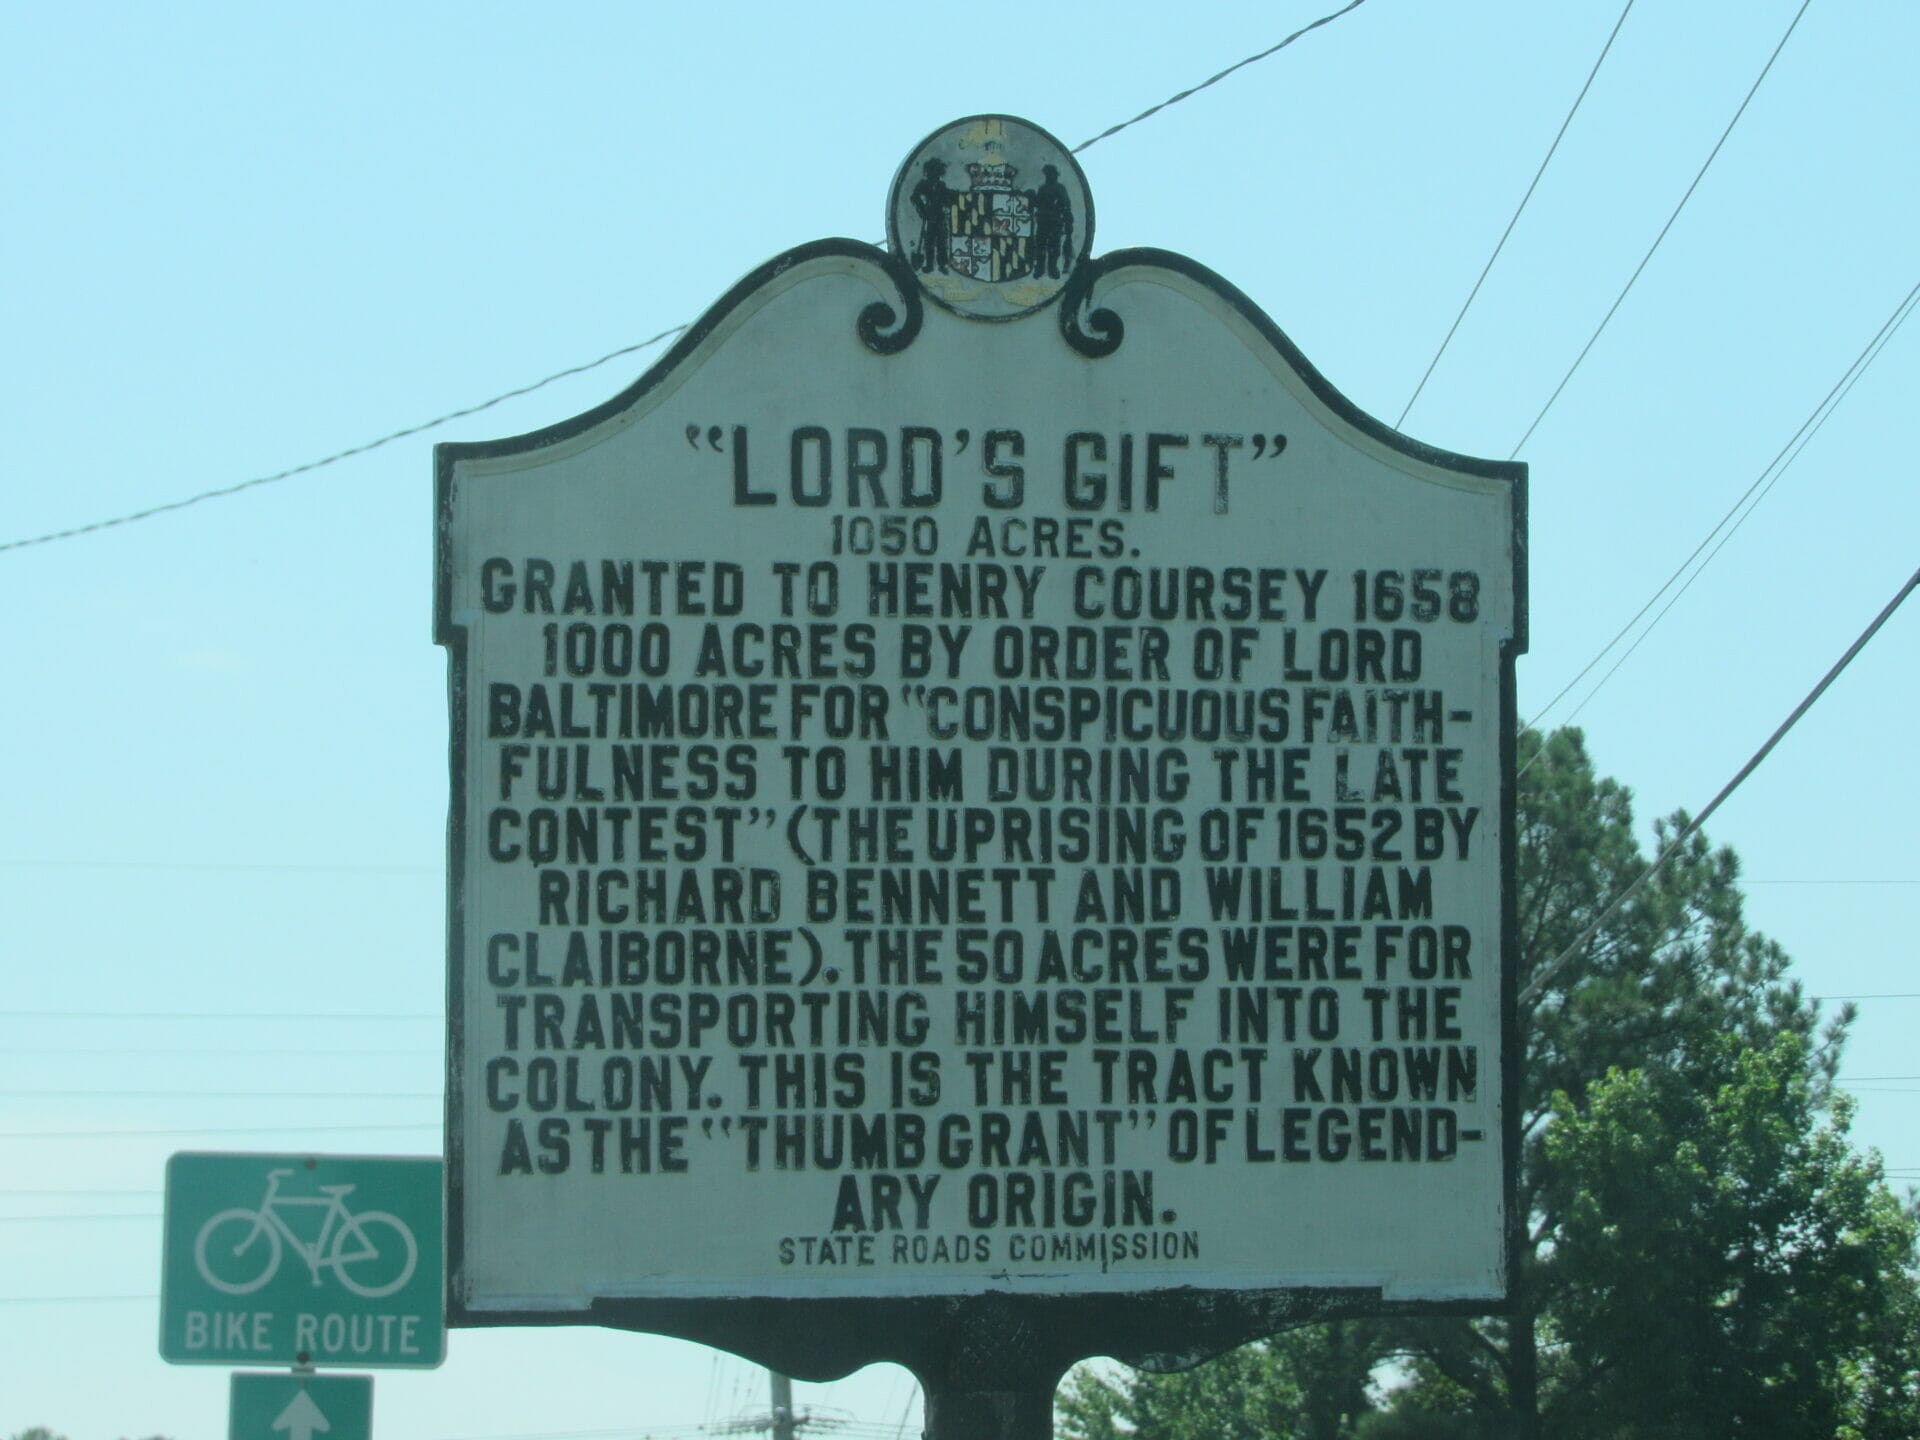 "LORD'S GIFT"
1050 ACRES.
GRANTED TO HENRY COURSEY 1658
1000 ACRES BY ORDER OF LORD
BALTIMORE FOR "CONSPICUOUS FAITH-
FULNESS TO HIM DURING THE LATE
CONTEST" (THE UPRISING OF 1652 BY
RICHARD BENNETT AND WILLIAM
CLAIBORNE). THE 50 ACRES WERE FOR
TRANSPORTING HIMSELF INTO THE
COLONY. THIS IS THE TRACT KNOWN
AS THE "THUMB GRANT" OF LEGEND-
ARY ORIGIN.
STATE ROADS COMMISSION
BIKE ROUTE